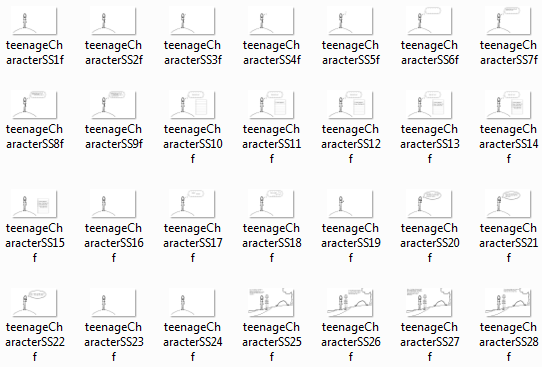 teenageCh teenageCh teenageCh teenageCh teenageCh teenageCh teenageCh
aracterSS1f aracterSS2f aracterSS3f aracterSS4f aracterSS5f aracterSS6f aracterSS7f
teenageCh teenageCh teenageCh teenageCh teenageCh teenageCh teenageCh
aracterSS8f aracterSS9f aracterSS10 aracterSS11 aracterSS12 aracterSS13 aracterSS14
f f f f f
teenageCh teenageCh teenageCh teenageCh teenageCh teenageCh teenageCh
aracterSS15 aracterSS16 aracterSS17 aracterSS18 aracterSS19 aracterSS20 aracterSS21
f f f f f f f
teenageCh teenageCh teenageCh teenageCh teenageCh teenageCh teenageCh
aracterSS22 aracterSS23 aracterSS24 aracterSS25 aracterSS26 aracterSS27 aracterSS28
f f f f f f f